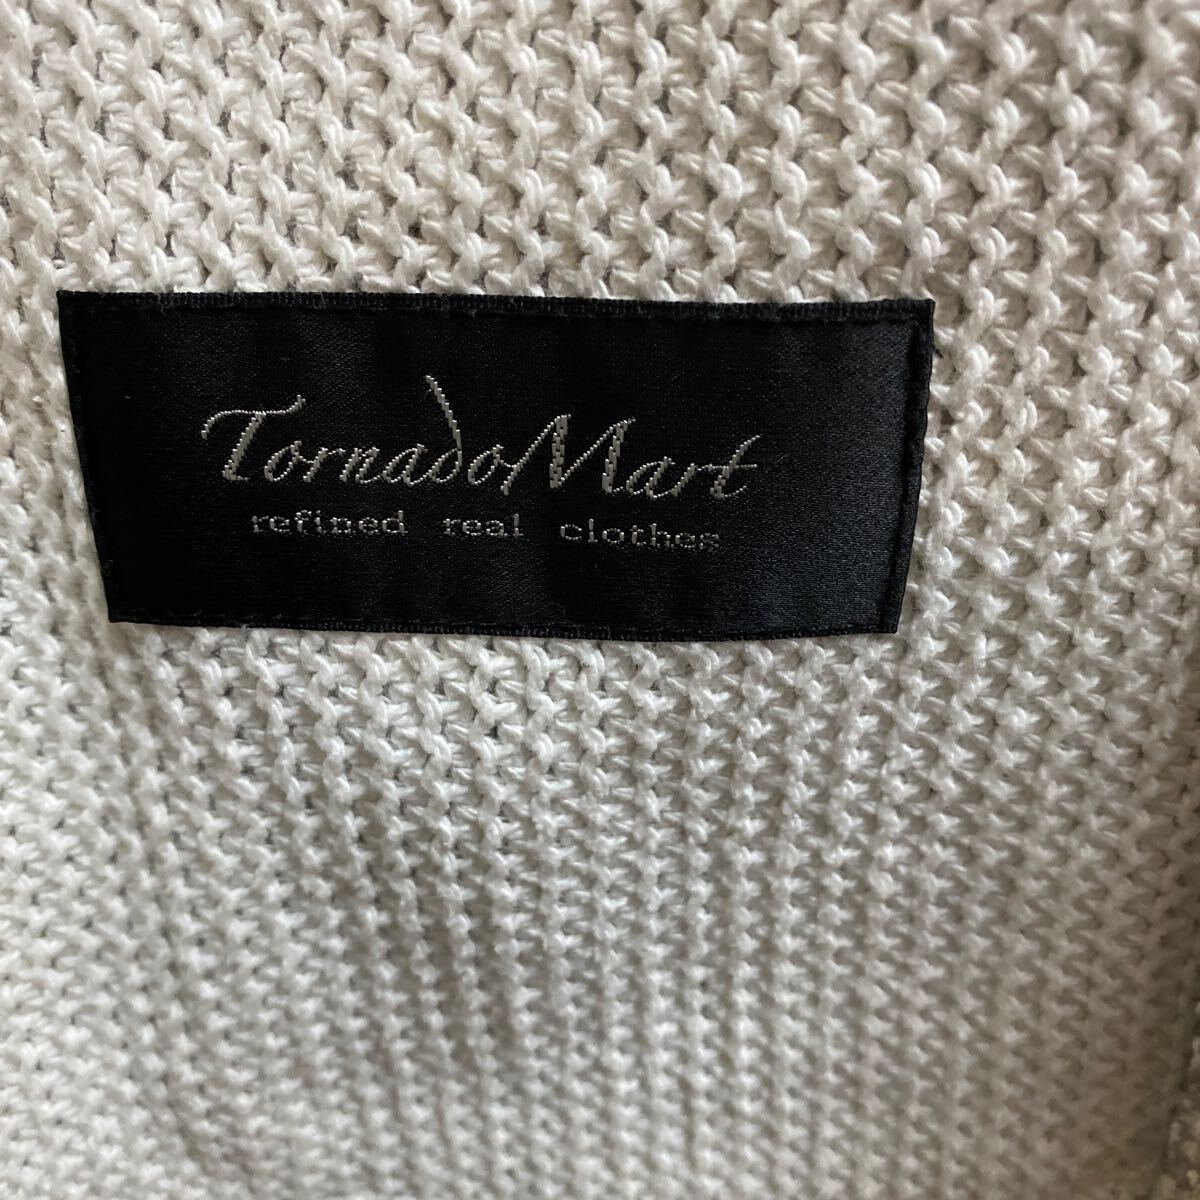 TornadoMart
refined real clothes